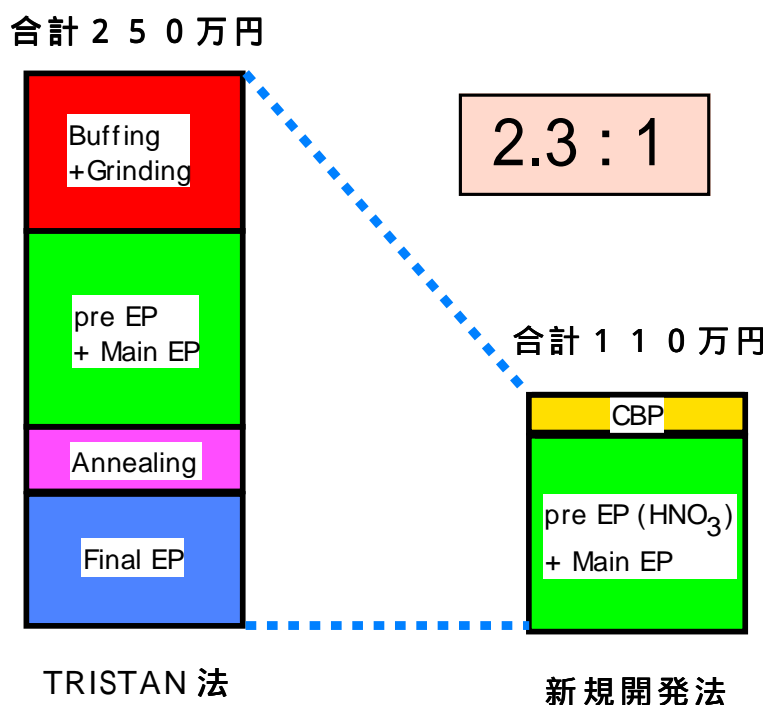 合計２５０万円
Buffing
+Grinding
pre EP
+ Main EP
Annealing
Final EP
TRISTAN 法
2.3 : 1
合計１１０万円
CBP
pre EP (HNO₃)
+ Main EP
新規開発法